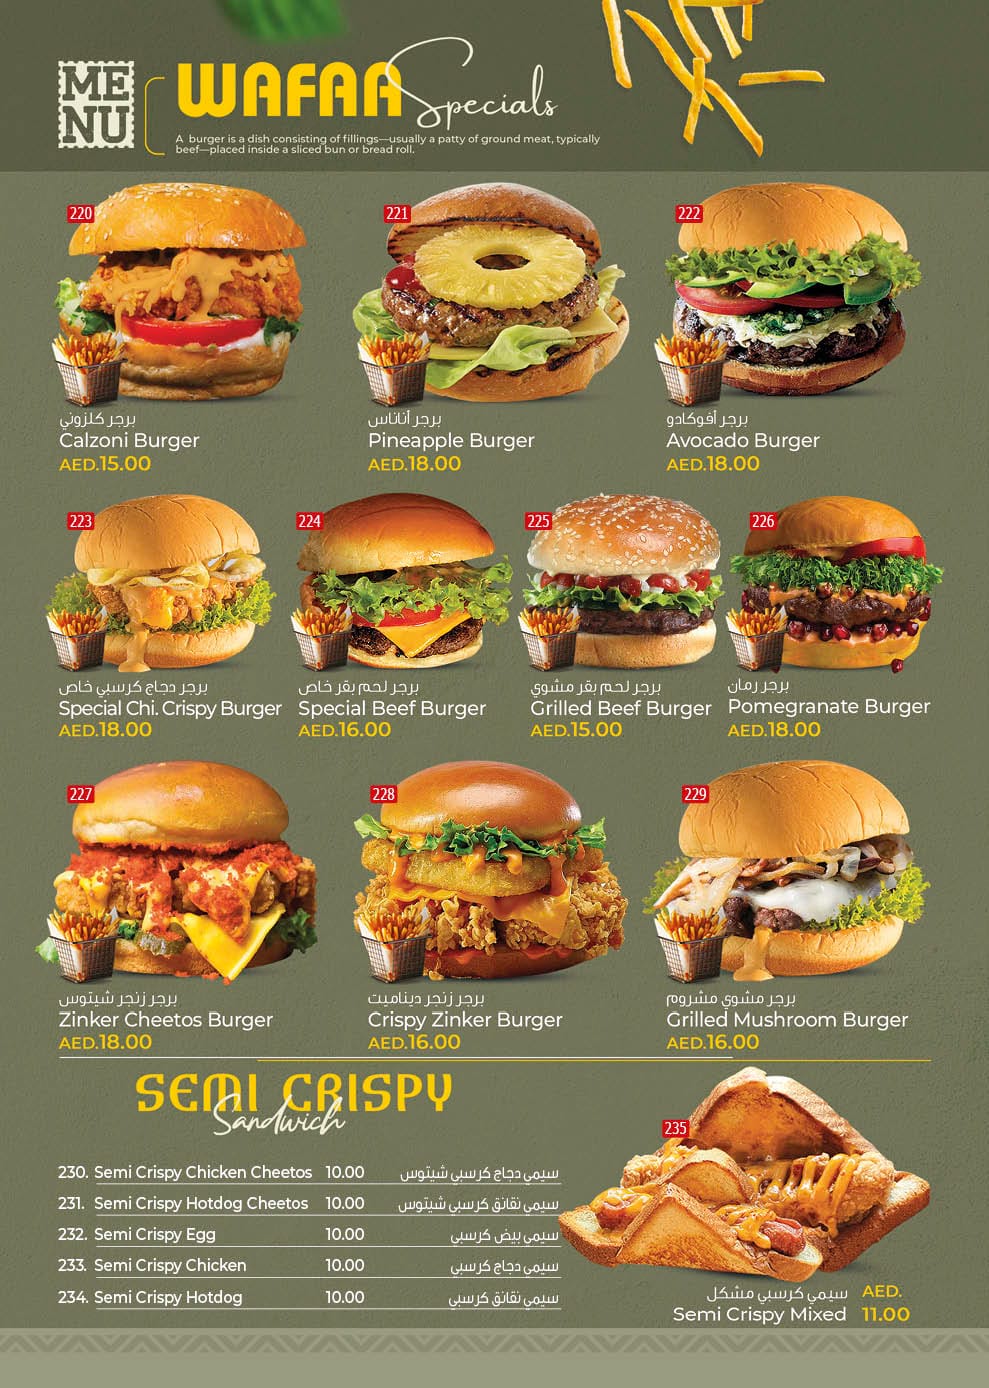 ME
NU
WAFAA Specials
A burger is a dish consisting of fillings—usually a patty of ground meat, typically
beef—placed inside a sliced bun or bread roll.
220
221
222
برجر كلزوني
Calzoni Burger
AED.15.00
برجر أناناس
Pineapple Burger
AED.18.00
برجر أفوكادو
Avocado Burger
AED.18.00
223
224
225
226
برجر دجاج كرسبي خاص
Special Chi. Crispy Burger
AED.18.00
برجر لحم بقر خاص
Special Beef Burger
AED.16.00
برجر لحم بقر مشوي
Grilled Beef Burger
AED.15.00
برجر رمان
Pomegranate Burger
AED.18.00
227
228
229
برجر زنجر شيتوس
Zinker Cheetos Burger
AED.18.00
برجر زنجر ديناميت
Crispy Zinker Burger
AED.16.00
برجر مشوي مشروم
Grilled Mushroom Burger
AED.16.00
SEMI CRISPY
Sandwich
230. Semi Crispy Chicken Cheetos 10.00 سيمي دجاج كرسبي شيتوس
231. Semi Crispy Hotdog Cheetos 10.00 سيمي نقانق كرسبي شيتوس
232. Semi Crispy Egg 10.00 سيمي بيض كرسبي
233. Semi Crispy Chicken 10.00 سيمي دجاج كرسبي
234. Semi Crispy Hotdog 10.00 سيمي نقانق كرسبي
235
سيمي كرسبي مشكل AED.
Semi Crispy Mixed 11.00